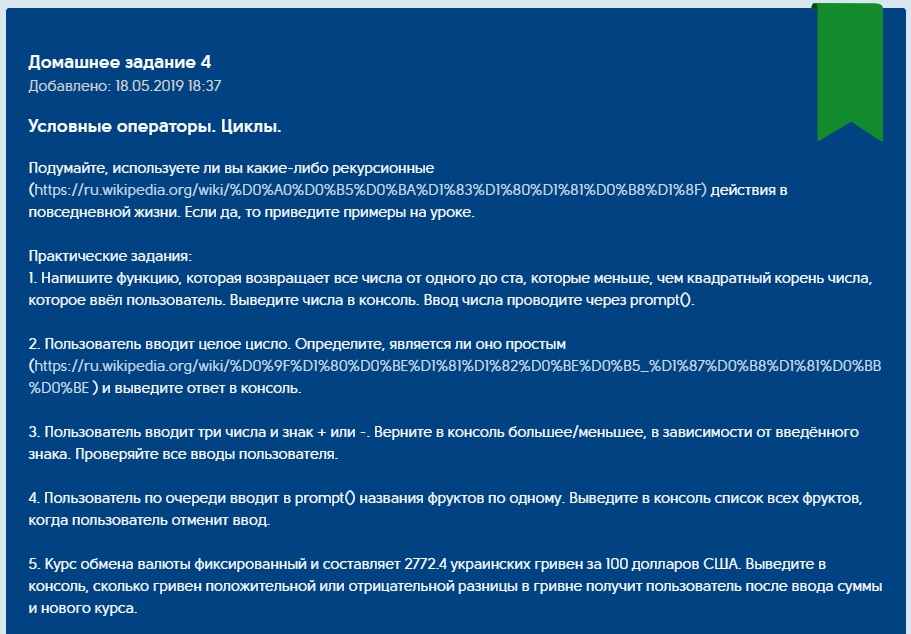 Домашнее задание 4
Добавлено: 18.05.2019 18:37
Условные операторы. Циклы.
Подумайте, используете ли вы какие-либо рекурсионные
(https://ru.wikipedia.org/wiki/%D0%A0%D0%B5%D0%BA%D1%83%D1%80%D1%81%D0%B8%D1%8F) действия в
повседневной жизни. Если да, то приведите примеры на уроке.
Практические задания:
1. Напишите функцию, которая возвращает все числа от одного до ста, которые меньше, чем квадратный корень числа,
которое ввёл пользователь. Выведите числа в консоль. Ввод числа проводите через prompt().
2. Пользователь вводит целое цисло. Определите, является ли оно простым
(https://ru.wikipedia.org/wiki/%D0%9F%D1%80%D0%BE%D1%81%D1%82%D0%BE%D0%B5_%D1%87%D0%B8%D1%81%D0%BB
%D0%BE ) и выведите ответ в консоль.
3. Пользователь вводит три числа и знак + или -. Верните в консоль большее/меньшее, в зависимости от введённого
знака. Проверяйте все вводы пользователя.
4. Пользователь по очереди вводит в prompt() названия фруктов по одному. Выведите в консоль список всех фруктов,
когда пользователь отменит ввод.
5. Курс обмена валюты фиксированный и составляет 2772.4 украинских гривен за 100 долларов США. Выведите в
консоль, сколько гривен положительной или отрицательной разницы в гривне получит пользователь после ввода суммы
и нового курса.